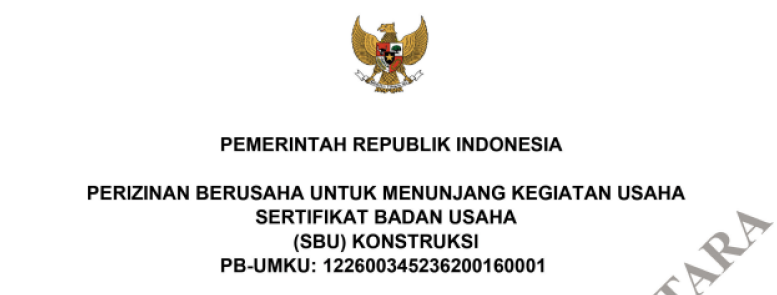 PEMERINTAH REPUBLIK INDONESIA
PERIZINAN BERUSAHA UNTUK MENUNJANG KEGIATAN USAHA
SERTIFIKAT BADAN USAHA
(SBU) KONSTRUKSI
PB-UMKU: 122600345236200160001
TARA